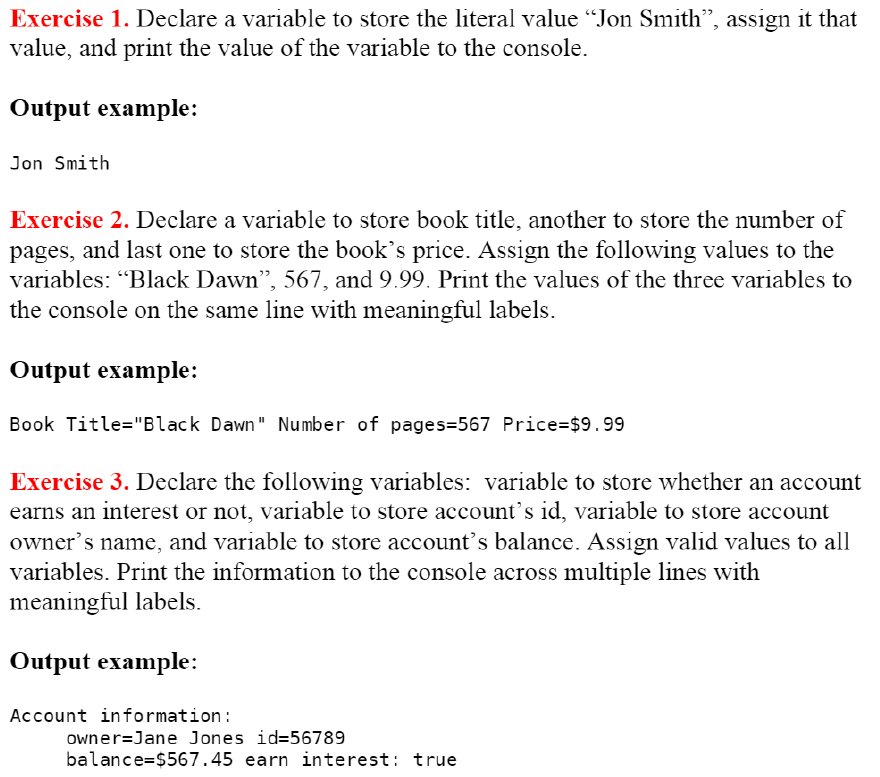 Exercise 1. Declare a variable to store the literal value “Jon Smith”, assign it that
value, and print the value of the variable to the console.
Output example:
Jon Smith
Exercise 2. Declare a variable to store book title, another to store the number of
pages, and last one to store the book’s price. Assign the following values to the
variables: “Black Dawn”, 567, and 9.99. Print the values of the three variables to
the console on the same line with meaningful labels.
Output example:
Book Title="Black Dawn" Number of pages=567 Price=$9.99
Exercise 3. Declare the following variables: variable to store whether an account
earns an interest or not, variable to store account’s id, variable to store account
owner’s name, and variable to store account’s balance. Assign valid values to all
variables. Print the information to the console across multiple lines with
meaningful labels.
Output example:
Account information:
owner=Jane Jones id=56789
balance=$567.45 earn interest: true